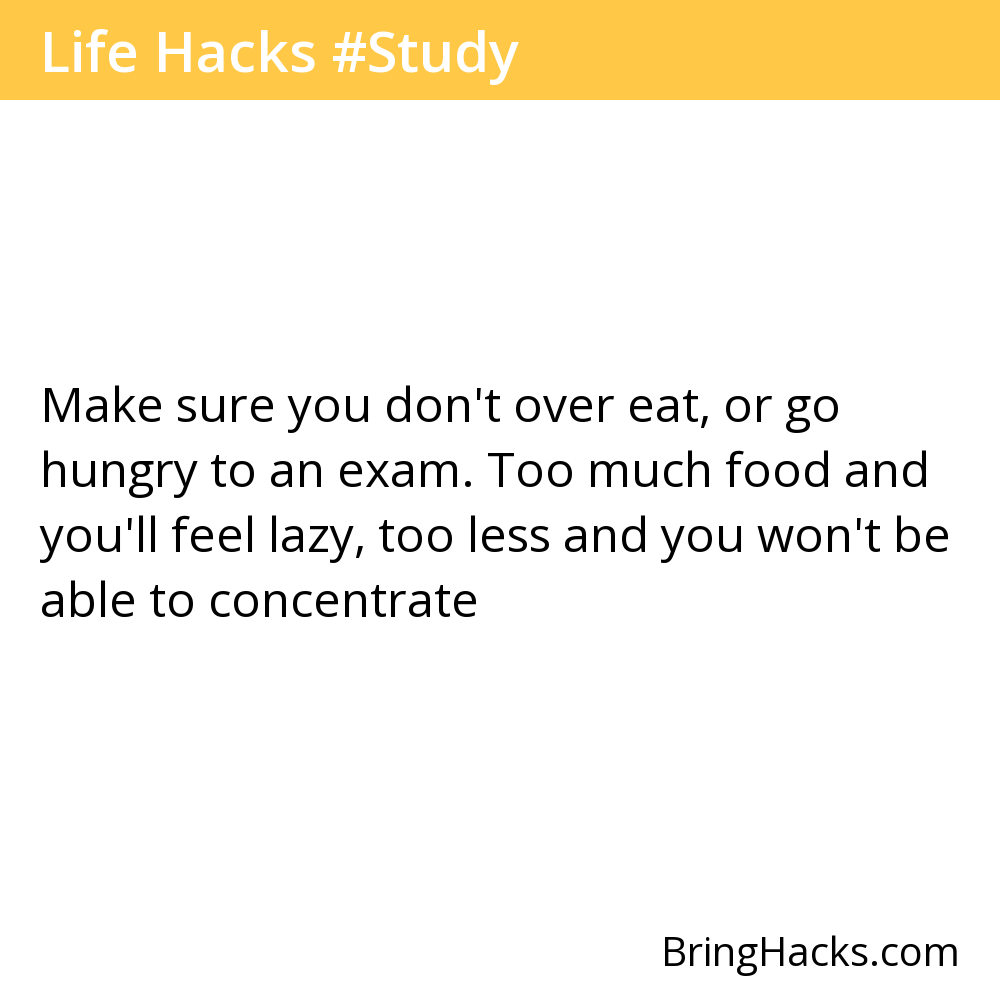 Life Hacks #Study
Make sure you don't over eat, or go
hungry to an exam. Too much food and
you'll feel lazy, too less and you won't be
able to concentrate
BringHacks.com